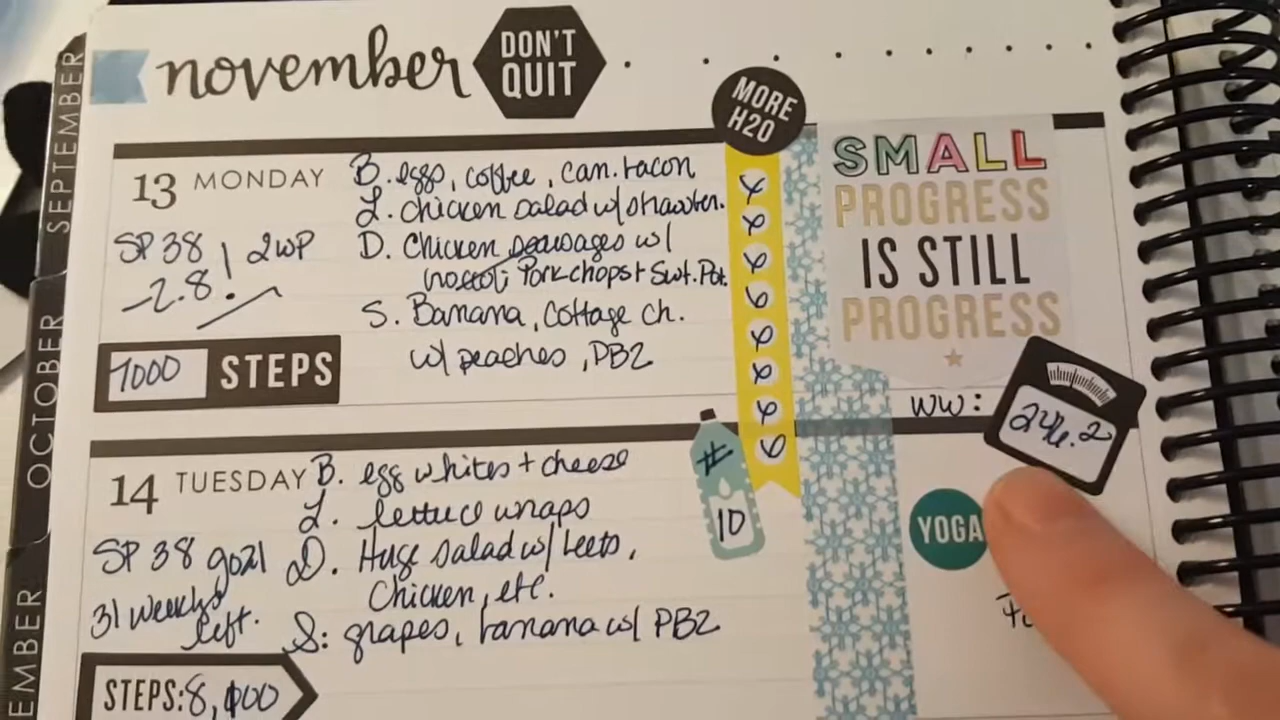 SEPTEMBER
OCTOBER
EMBER
november
DON'T
QUIT
MORE
H2O
13 MONDAY
SP 38 | 2WP
-2.8!
7000 STEPS
B. eggs, coffee, can. bacon
L. chicken salad w/ strawber.
D. Chicken sausages w/
Pork chops + Swt. Pot.
S. Banana, Cottage ch.
w/ peaches, PB2
SMALL
PROGRESS
IS STILL
PROGRESS
WW: 246.2
14 TUESDAY
SP 38 goal
31 weeklys
left.
STEPS: 8,000
B. egg whites + cheese
L. lettuce wraps
D. Huge salad w/ beets,
Chicken, etc.
S: grapes, banana w/ PB2
#
10
YOGA